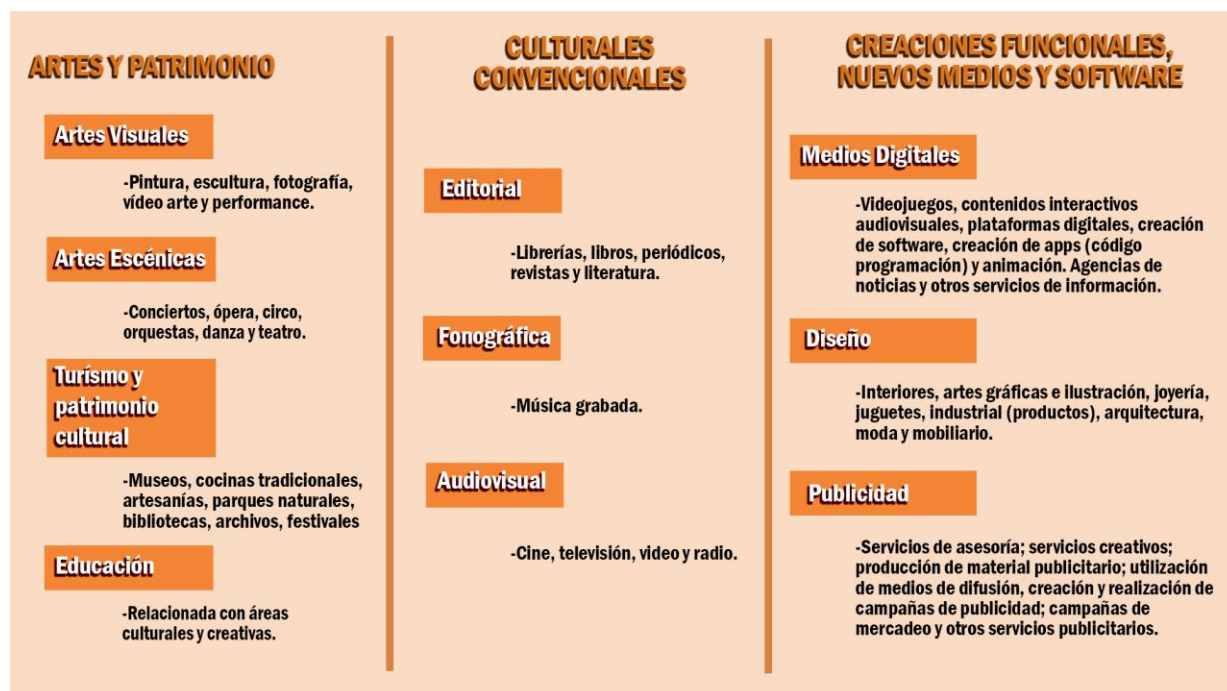 ARTES Y PATRIMONIO
Artes Visuales
-Pintura, escultura, fotografía,
vídeo arte y performance.
Artes Escénicas
-Conciertos, ópera, circo,
orquestas, danza y teatro.
Turísmo y
patrimonio
cultural
-Museos, cocinas tradicionales,
artesanías, parques naturales,
bibliotecas, archivos, festivales
Educación
-Relacionada con áreas
culturales y creativas.
CULTURALES
CONVENCIONALES
Editorial
-Librerías, libros, periódicos,
revistas y literatura.
Fonográfica
-Música grabada.
Audiovisual
-Cine, televisión, video y radio.
CREACIONES FUNCIONALES,
NUEVOS MEDIOS Y SOFTWARE
Medios Digitales
-Videojuegos, contenidos interactivos
audiovisuales, plataformas digitales, creación
de software, creación de apps (código
programación) y animación. Agencias de
noticias y otros servicios de información.
Diseño
-Interiores, artes gráficas e ilustración, joyería,
juguetes, industrial (productos), arquitectura,
moda y mobiliario.
Publicidad
-Servicios de asesoría; servicios creativos;
producción de material publicitario; utilización
de medios de difusión, creación y realización de
campañas de publicidad; campañas de
mercadeo y otros servicios publicitarios.